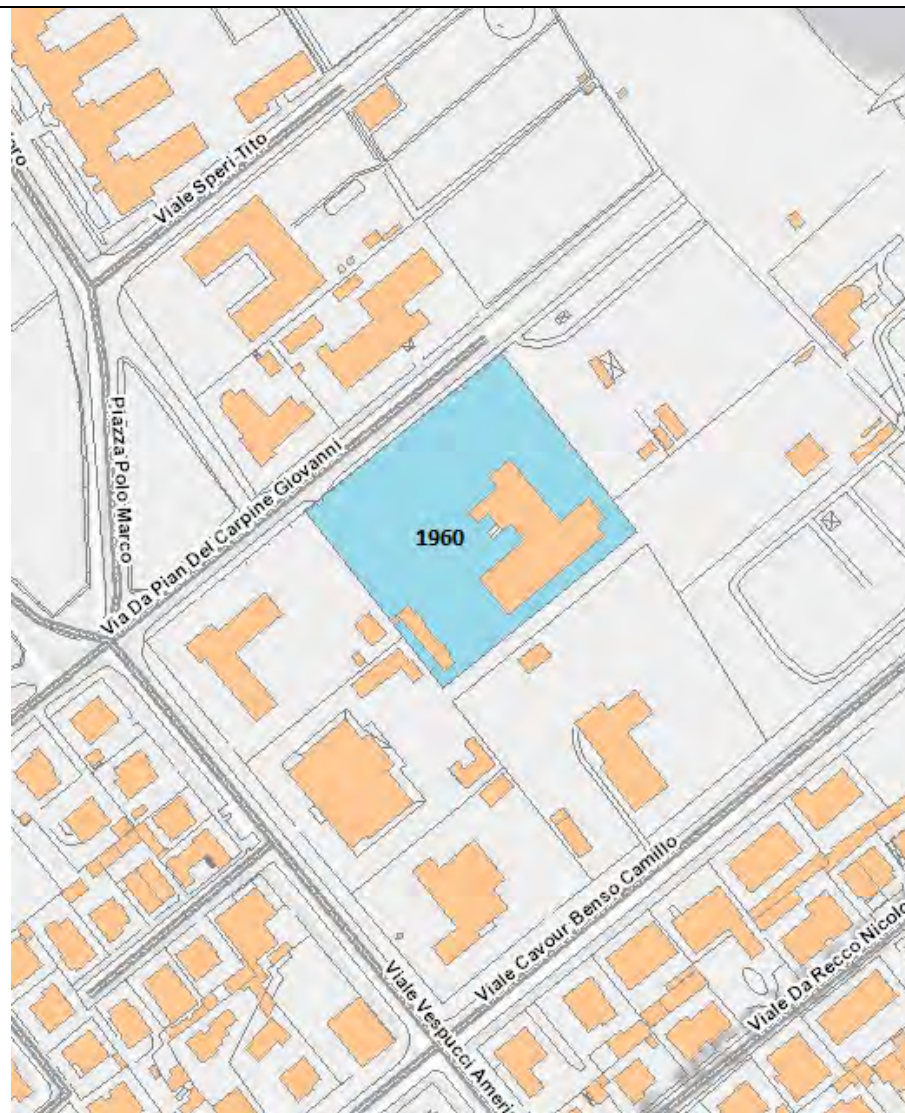 Viale Speri Tito
Piazza Polo Marco
Via Da Pian Del Carpine Giovanni
1960
Viale Cavour Benso Camillo
Viale Vespucci Ameri
Viale Da Recco Nicolo